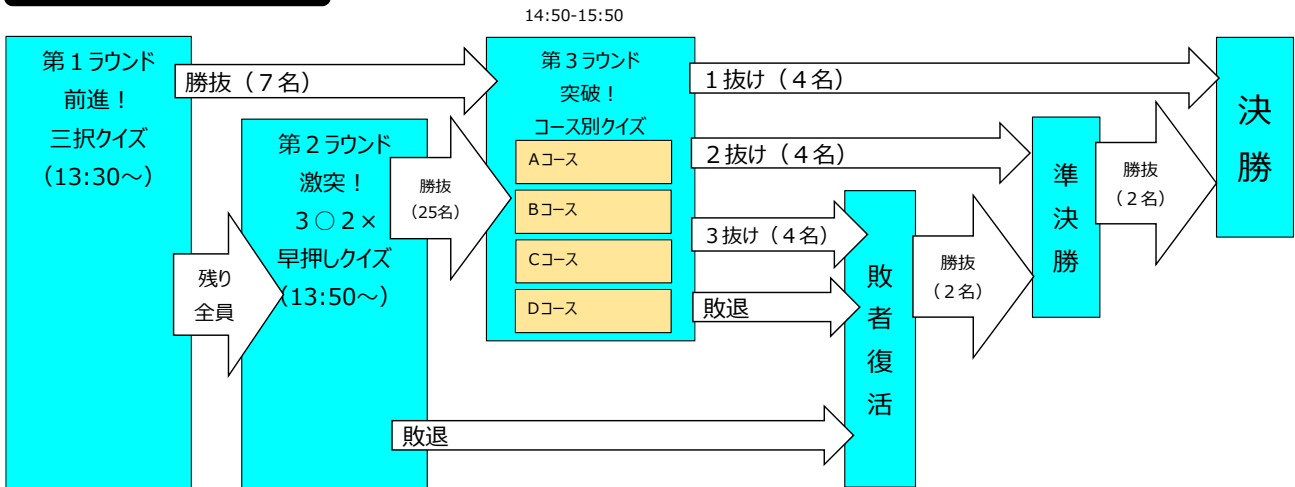 14:50-15:50
第１ラウンド
前進！
三択クイズ
（13:30～）
勝抜（７名）
残り
全員
第２ラウンド
激突！
３○２×
早押しクイズ
（13:50～）
勝抜
（25名）
敗退
第３ラウンド
突破！
コース別クイズ
Aコース
Bコース
Cコース
Dコース
１抜け（４名）
２抜け（４名）
３抜け（４名）
敗退
敗者復活
勝抜
（２名）
準決勝
勝抜
（２名）
決勝